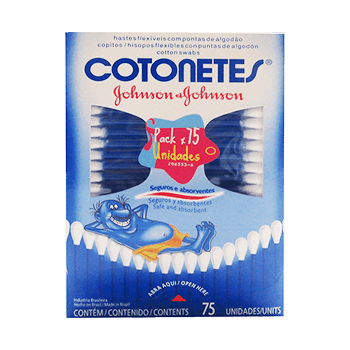 hastes flexíveis com pontas de algodão
copitos / hisopos flexibles con puntas de algodón
cotton swabs
COTONETES®
Johnson & Johnson
Pack x 75
Unidades
206353-6
Seguros e absorventes
Seguros y absorbentes
Safe and absorbent
ABRA AQUI / OPEN HERE
Indústria Brasileira
Hecho en Brasil / Made in Brazil
CONTÉM / CONTENIDO / CONTENTS 75 UNIDADES/UNITS